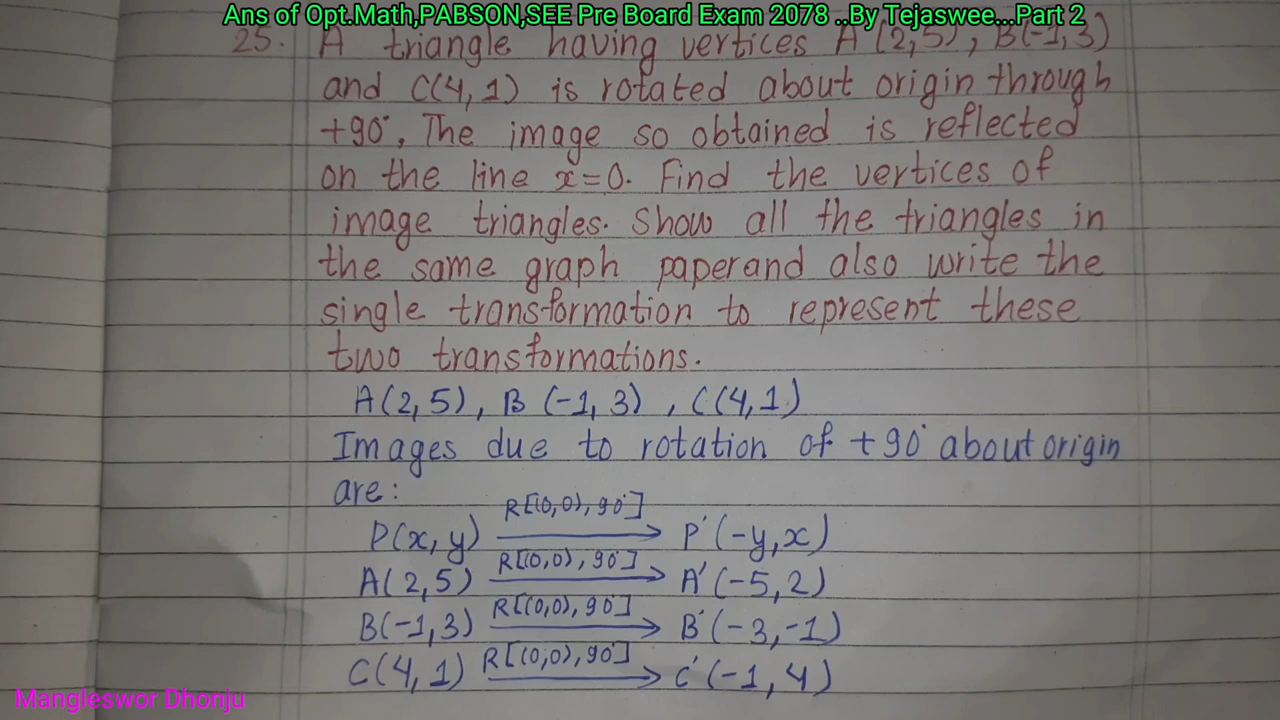 Ans of Opt.Math,PABSON,SEE Pre Board Exam 2078 ..By Tejaswee...Part 2
25. A triangle having vertices A (2,5), B(-1,3)
and C(4,1) is rotated about origin through
+90°. The image so obtained is reflected
on the line x=0. Find the vertices of
image triangles. Show all the triangles in
the same graph paperand also write the
single transformation to represent these
two transformations.
A(2,5), B (-1,3) , C(4,1)
Images due to rotation of +90° about origin
are:
P(x,y) R[(0,0),90°] → P'(-y,x)
A(2,5) R[(0,0),90°] → A'(-5,2)
B(-1,3) R[(0,0),90°] → B'(-3,-1)
C(4,1) R[(0,0),90°] → C'(-1,4)
Mangleswor Dhonju